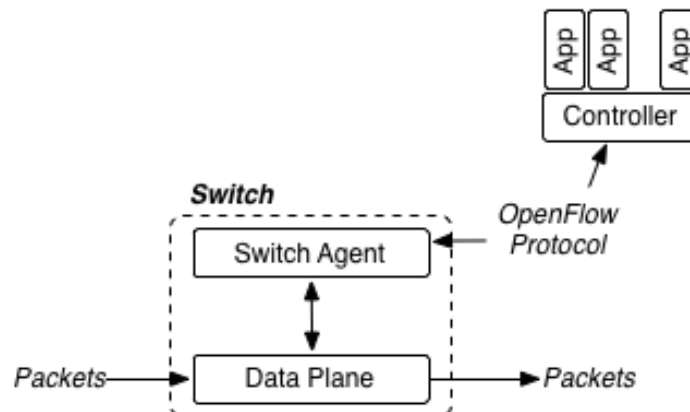 App App App
Controller
OpenFlow
Protocol
Switch
Switch Agent
Packets Data Plane Packets